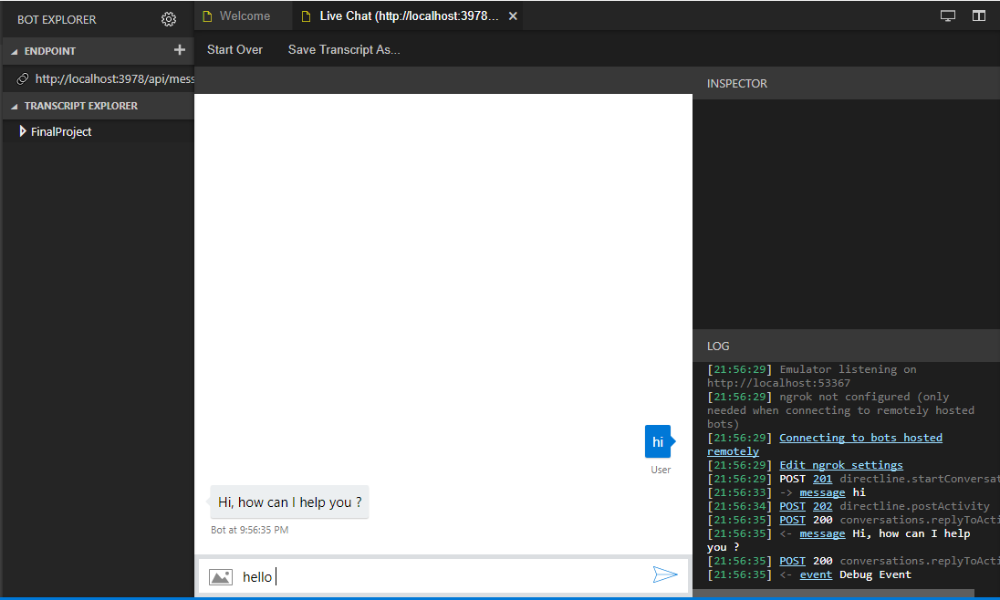 BOT EXPLORER
ENDPOINT
http://localhost:3978/api/mess
TRANSCRIPT EXPLORER
FinalProject
Welcome
Live Chat (http://localhost:3978...
Start Over Save Transcript As...
hi
User
Hi, how can I help you ?
Bot at 9:56:35 PM
hello
INSPECTOR
LOG
[21:56:29] Emulator listening on
http://localhost:53367
[21:56:29] ngrok not configured (only
needed when connecting to remotely hosted
bots)
[21:56:29] Connecting to bots hosted
remotely
[21:56:29] Edit ngrok settings
[21:56:29] POST 201 directline.startConversat
[21:56:33] -> message hi
[21:56:34] POST 202 directline.postActivity
[21:56:35] POST 200 conversations.replyToActi
[21:56:35] <- message Hi, how can I help
you ?
[21:56:35] POST 200 conversations.replyToActi
[21:56:35] <- event Debug Event